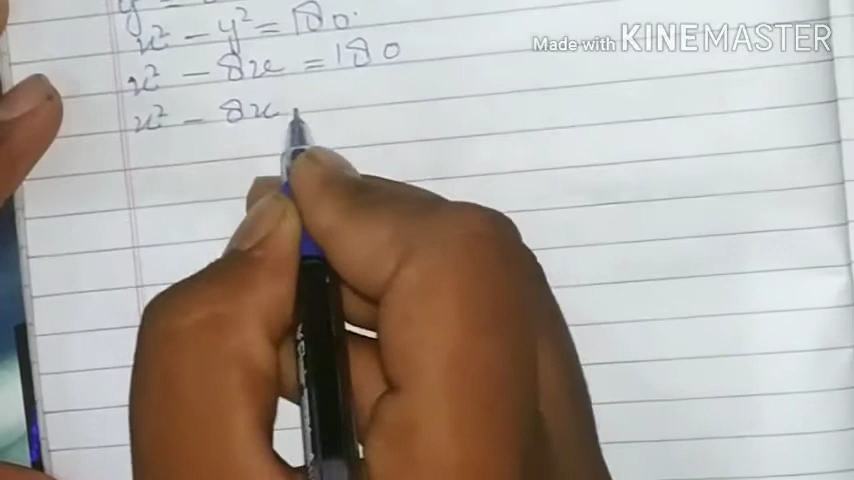 x² - y² = 180
x² - 8x = 180
x² - 8x
Made with KINEMASTER